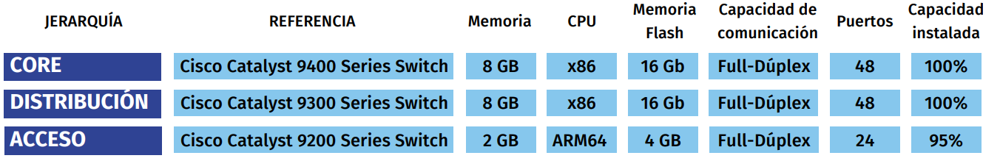 JERARQUÍA REFERENCIA Memoria CPU Memoria Flash Capacidad de comunicación Puertos Capacidad instalada
CORE Cisco Catalyst 9400 Series Switch 8 GB x86 16 Gb Full-Dúplex 48 100%
DISTRIBUCIÓN Cisco Catalyst 9300 Series Switch 8 GB x86 16 Gb Full-Dúplex 48 100%
ACCESO Cisco Catalyst 9200 Series Switch 2 GB ARM64 4 GB Full-Dúplex 24 95%